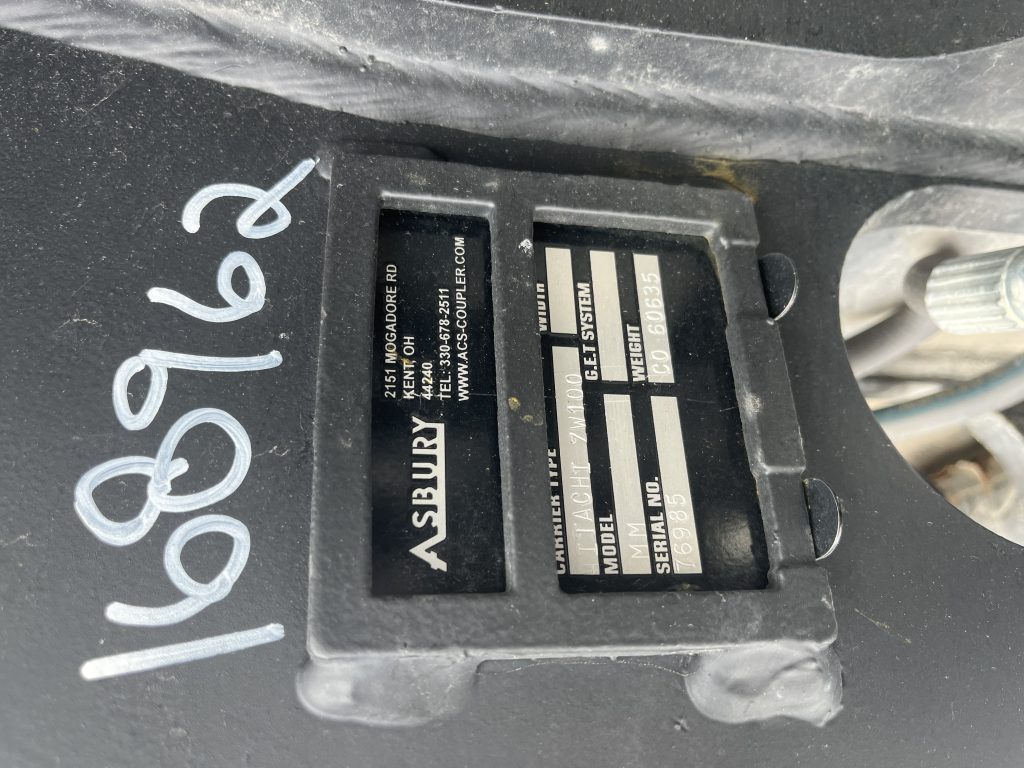 168962
ASBURY
2151 MOGADORE RD
KENT, OH
44240
TEL: 330-678-2511
WWW.ACS-COUPLER.COM
CARRIER TYPE WIDTH
HITACHI ZW100
MODEL G.E.T SYSTEM
MM
SERIAL NO. WEIGHT
76985 CO 60635